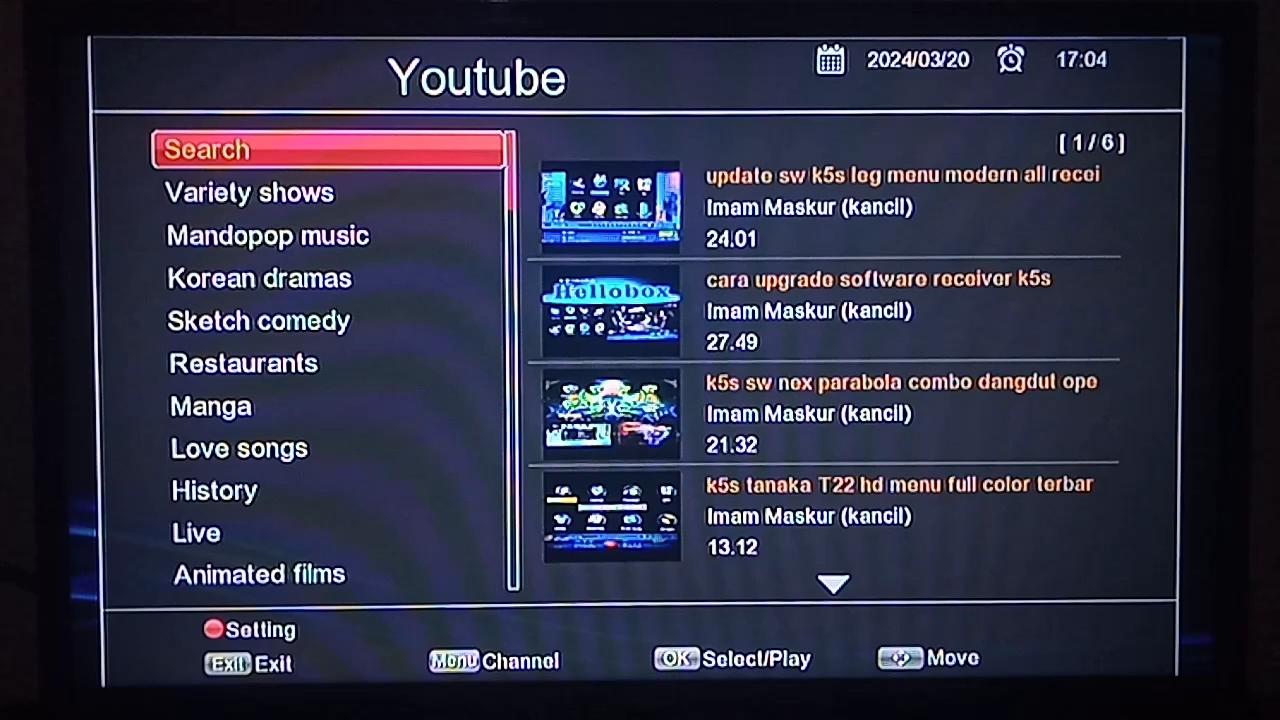 Youtube
2024/03/20
17:04
Search
Variety shows
Mandopop music
Korean dramas
Sketch comedy
Restaurants
Manga
Love songs
History
Live
Animated films
[ 1 / 6 ]
update sw k5s log menu modern all recei
Imam Maskur (kancil)
24.01
Hellobox
cara upgrade software receiver k5s
Imam Maskur (kancil)
27.49
k5s sw nex parabola combo dangdut ope
Imam Maskur (kancil)
21.32
k5s tanaka T22 hd menu full color terbar
Imam Maskur (kancil)
13.12
Setting
Exit Exit
Menu Channel
OK Select/Play
Move